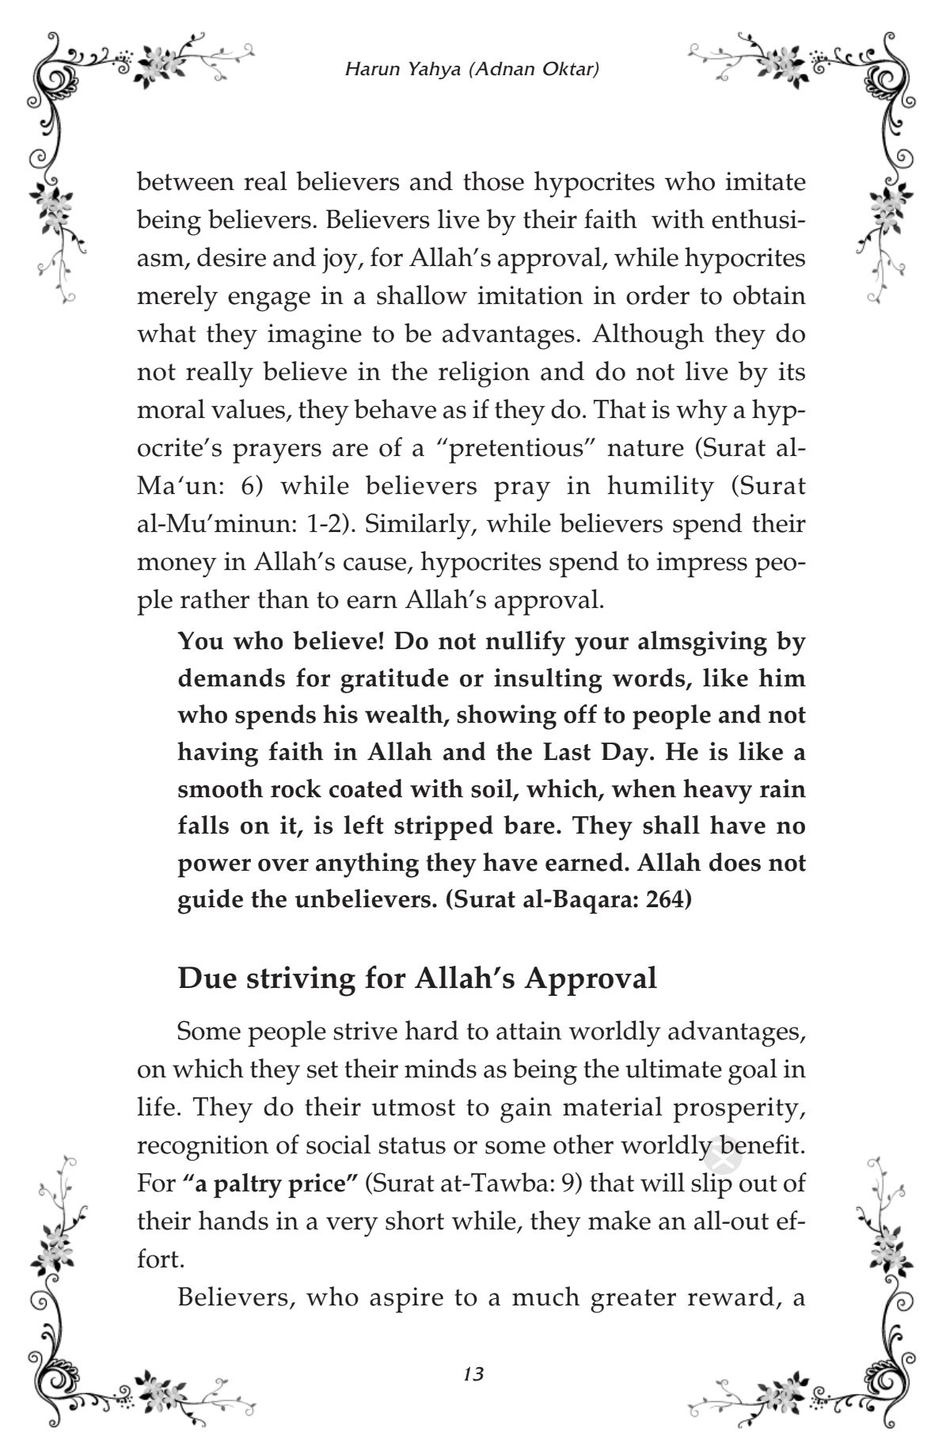 Harun Yahya (Adnan Oktar)
between real believers and those hypocrites who imitate
being believers. Believers live by their faith  with enthusi-
asm, desire and joy, for Allah’s approval, while hypocrites
merely engage in a shallow imitation in order to obtain
what they imagine to be advantages. Although they do
not really believe in the religion and do not live by its
moral values, they behave as if they do. That is why a hyp-
ocrite’s prayers are of a “pretentious” nature (Surat al-
Ma‘un: 6) while believers pray in humility (Surat
al-Mu’minun: 1-2). Similarly, while believers spend their
money in Allah’s cause, hypocrites spend to impress peo-
ple rather than to earn Allah’s approval.
You who believe! Do not nullify your almsgiving by
demands for gratitude or insulting words, like him
who spends his wealth, showing off to people and not
having faith in Allah and the Last Day. He is like a
smooth rock coated with soil, which, when heavy rain
falls on it, is left stripped bare. They shall have no
power over anything they have earned. Allah does not
guide the unbelievers. (Surat al-Baqara: 264)
Due striving for Allah’s Approval
Some people strive hard to attain worldly advantages,
on which they set their minds as being the ultimate goal in
life. They do their utmost to gain material prosperity,
recognition of social status or some other worldly benefit.
For “a paltry price” (Surat at-Tawba: 9) that will slip out of
their hands in a very short while, they make an all-out ef-
fort.
Believers, who aspire to a much greater reward, a
13